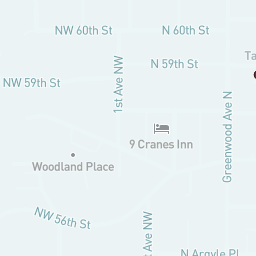 NW 60th St
N 60th St
N 59th St
Ta
NW 59th St
1st Ave NW
Greenwood Ave N
9 Cranes Inn
Woodland Place
NW 56th St
t Ave NW
N Argyle Pl